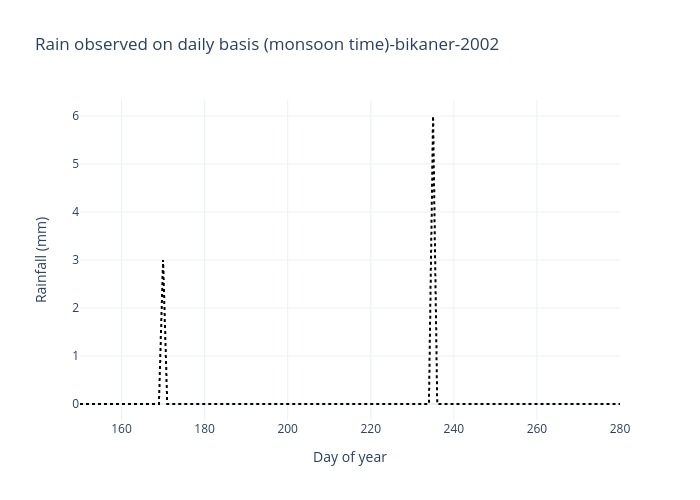 Rain observed on daily basis (monsoon time)-bikaner-2002
6
5
4
3
2
1
0
Rainfall (mm)
160 180 200 220 240 260 280
Day of year